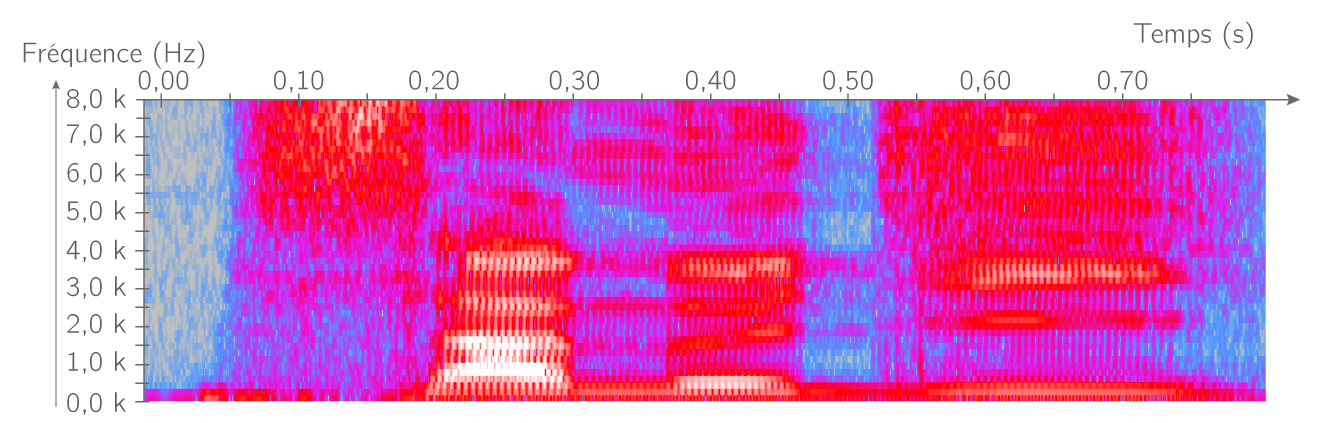 Temps (s)
Fréquence (Hz)
0,00 0,10 0,20 0,30 0,40 0,50 0,60 0,70
8,0 k
7,0 k
6,0 k
5,0 k
4,0 k
3,0 k
2,0 k
1,0 k
0,0 k